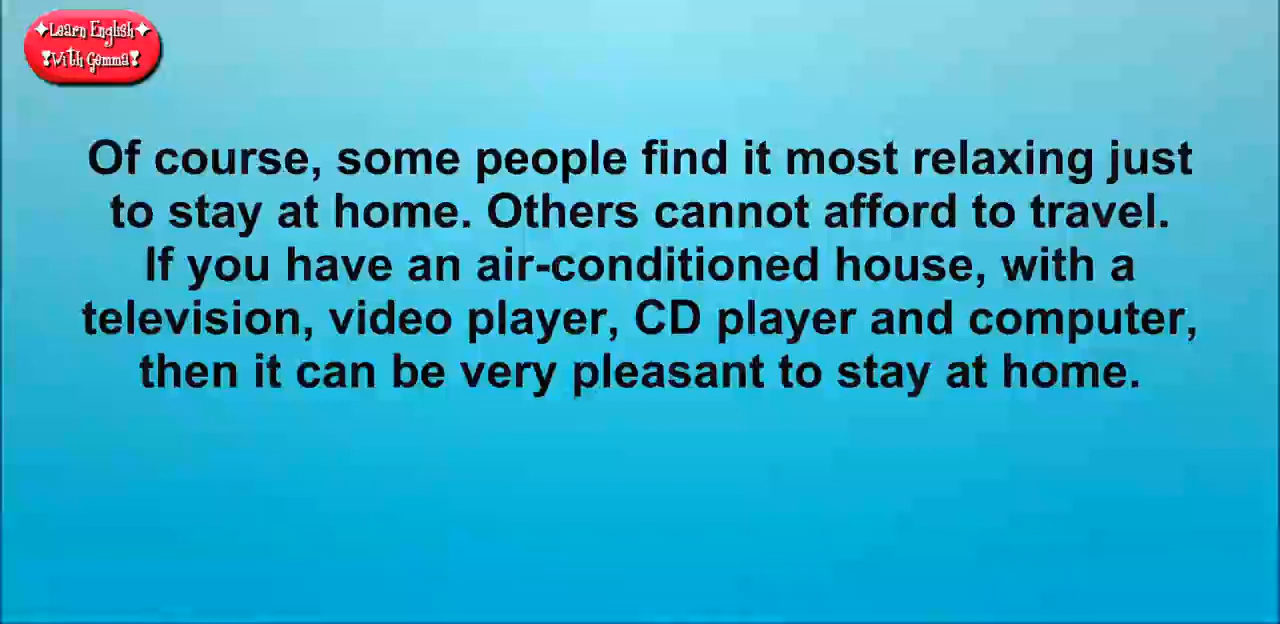 ✦Learn English✦
❣With Gemma❣
Of course, some people find it most relaxing just
to stay at home. Others cannot afford to travel.
If you have an air-conditioned house, with a
television, video player, CD player and computer,
then it can be very pleasant to stay at home.